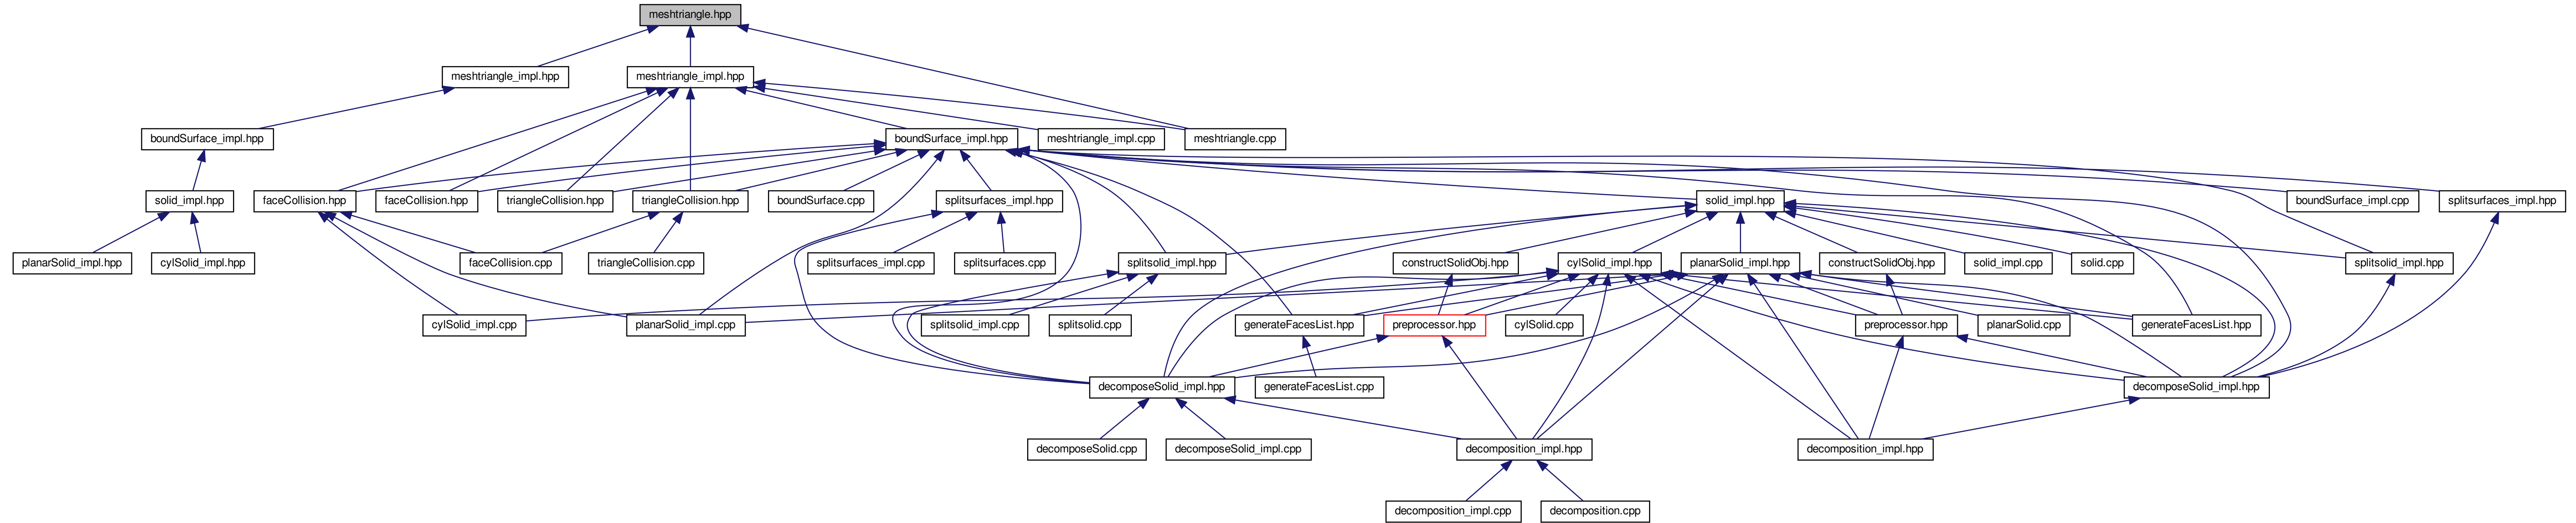 meshtriangle.hpp
meshtriangle_impl.hpp
meshtriangle_impl.hpp
boundSurface_impl.hpp
boundSurface_impl.hpp
meshtriangle_impl.cpp
meshtriangle.cpp
solid_impl.hpp
faceCollision.hpp
faceCollision.hpp
triangleCollision.hpp
triangleCollision.hpp
boundSurface.cpp
splitsurfaces_impl.hpp
solid_impl.hpp
boundSurface_impl.cpp
splitsurfaces_impl.hpp
planarSolid_impl.hpp
cylSolid_impl.hpp
faceCollision.cpp
triangleCollision.cpp
splitsurfaces_impl.cpp
splitsurfaces.cpp
splitsolid_impl.hpp
constructSolidObj.hpp
cylSolid_impl.hpp
planarSolid_impl.hpp
constructSolidObj.hpp
solid_impl.cpp
solid.cpp
splitsolid_impl.hpp
cylSolid_impl.cpp
planarSolid_impl.cpp
splitsolid_impl.cpp
splitsolid.cpp
generateFacesList.hpp
preprocessor.hpp
cylSolid.cpp
preprocessor.hpp
planarSolid.cpp
generateFacesList.hpp
decomposeSolid_impl.hpp
generateFacesList.cpp
decomposeSolid_impl.hpp
decomposeSolid.cpp
decomposeSolid_impl.cpp
decomposition_impl.hpp
decomposition_impl.hpp
decomposition_impl.cpp
decomposition.cpp